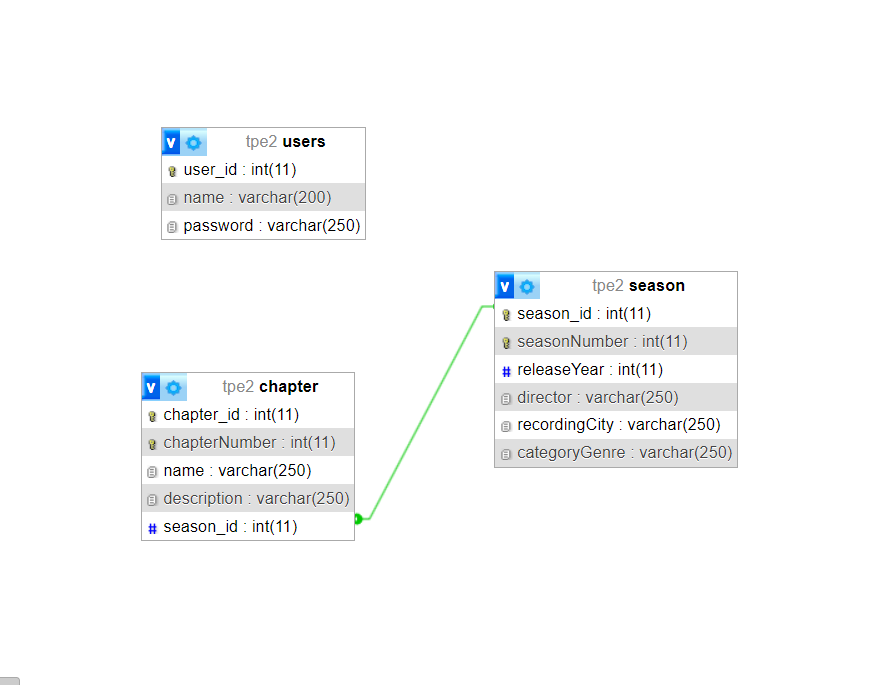 v tpe2 users
user_id : int(11)
name : varchar(200)
password : varchar(250)
v tpe2 season
season_id : int(11)
seasonNumber : int(11)
# releaseYear : int(11)
director : varchar(250)
recordingCity : varchar(250)
categoryGenre : varchar(250)
v tpe2 chapter
chapter_id : int(11)
chapterNumber : int(11)
name : varchar(250)
description : varchar(250)
# season_id : int(11)